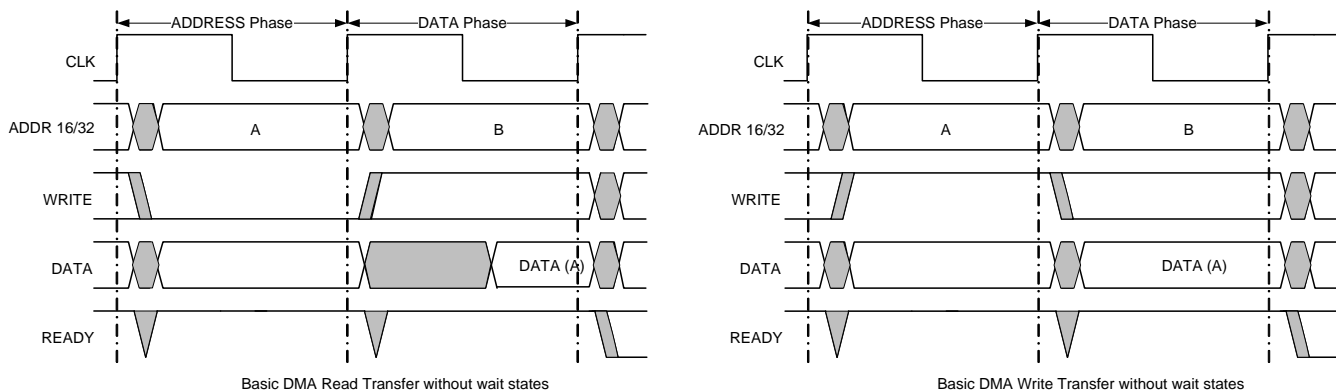 ADDRESS Phase DATA Phase
CLK
ADDR 16/32 A B
WRITE
DATA DATA (A)
READY
Basic DMA Read Transfer without wait states
ADDRESS Phase DATA Phase
CLK
ADDR 16/32 A B
WRITE
DATA DATA (A)
READY
Basic DMA Write Transfer without wait states